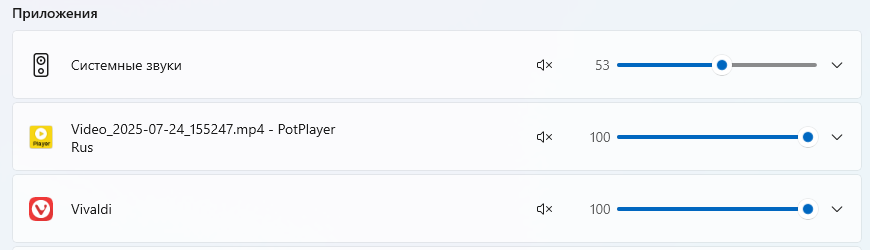 Приложения
Системные звуки
53
Video_2025-07-24_155247.mp4 - PotPlayer
Rus
100
Player
Vivaldi
100